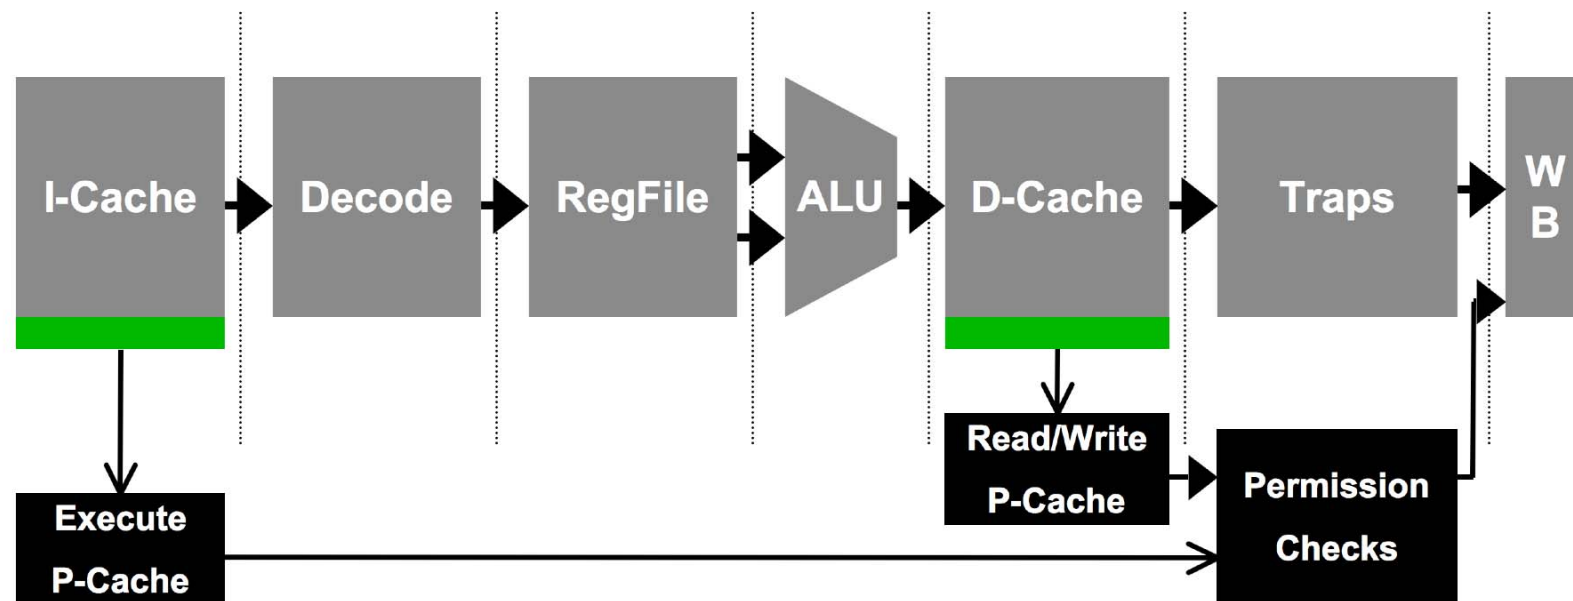 I-Cache
Decode
RegFile
ALU
D-Cache
Traps
W
B
Execute
P-Cache
Read/Write
P-Cache
Permission
Checks